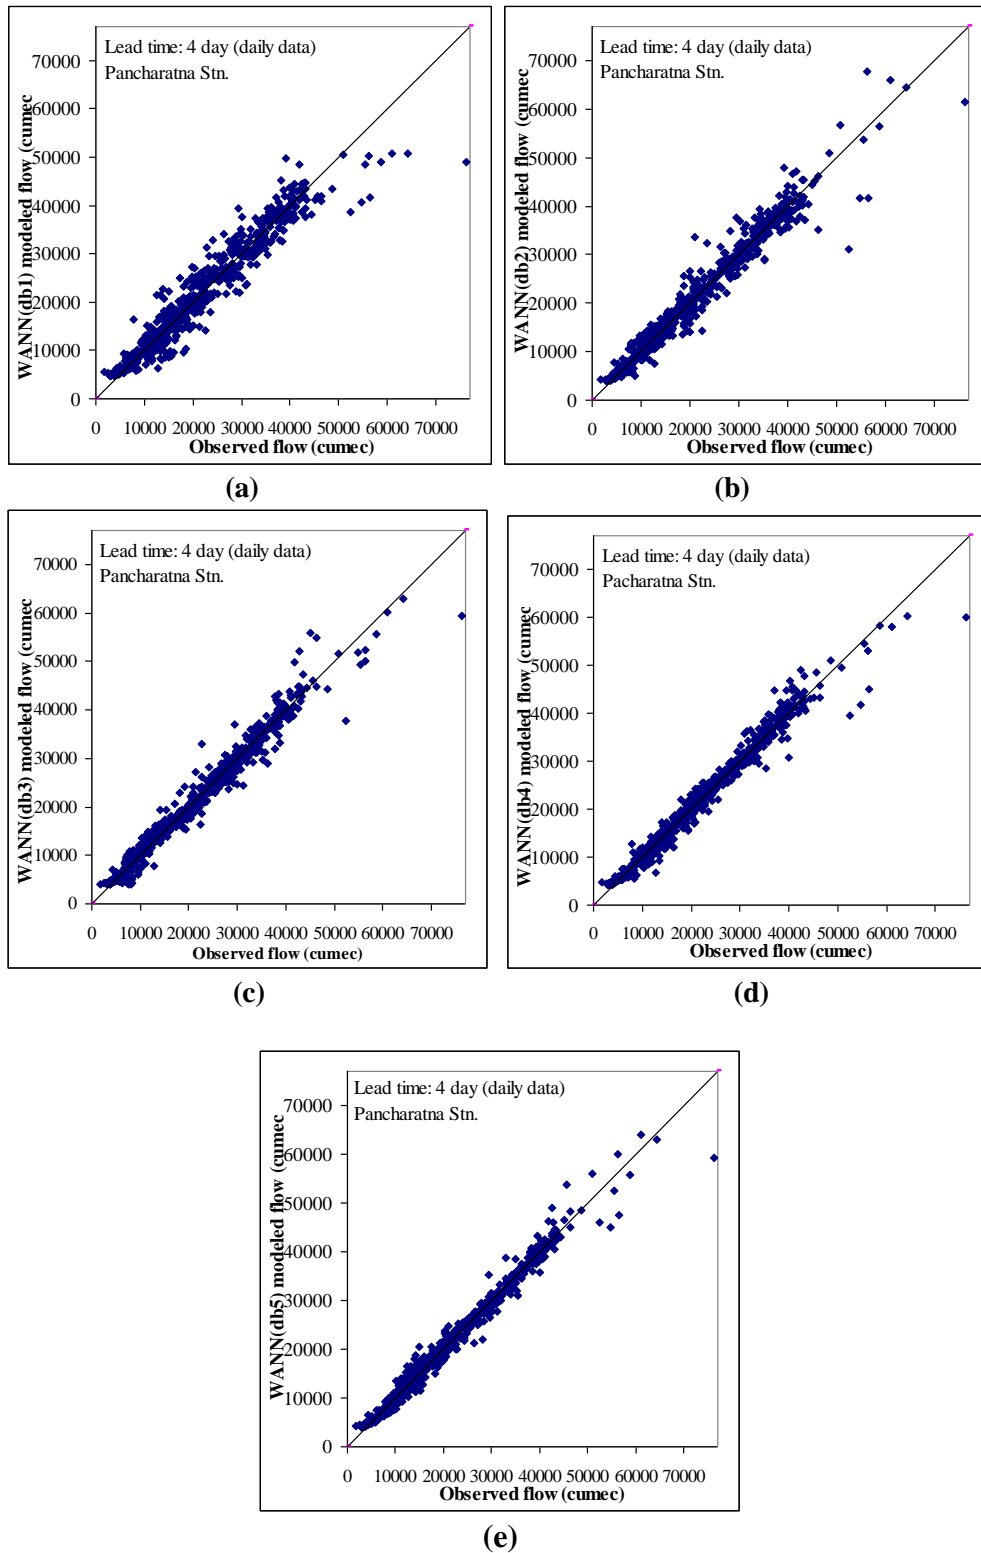 Lead time: 4 day (daily data)
Pancharatna Stn.
WANN(db1) modeled flow (cumec
70000
60000
50000
40000
30000
20000
10000
0
0 10000 20000 30000 40000 50000 60000 70000
Observed flow (cumec)
(a)
Lead time: 4 day (daily data)
Pancharatna Stn.
WANN(db2) modeled flow (cumec
70000
60000
50000
40000
30000
20000
10000
0
0 10000 20000 30000 40000 50000 60000 70000
Observed flow (cumec)
(b)
Lead time: 4 day (daily data)
Pancharatna Stn.
WANN(db3) modeled flow (cumec
70000
60000
50000
40000
30000
20000
10000
0
0 10000 20000 30000 40000 50000 60000 70000
Observed flow (cumec)
(c)
Lead time: 4 day (daily data)
Pacharatna Stn.
WANN(db4) modeled flow (cumec
70000
60000
50000
40000
30000
20000
10000
0
0 10000 20000 30000 40000 50000 60000 70000
Observed flow (cumec)
(d)
Lead time: 4 day (daily data)
Pancharatna Stn.
WANN(db5) modeled flow (cumec
70000
60000
50000
40000
30000
20000
10000
0
0 10000 20000 30000 40000 50000 60000 70000
Observed flow (cumec)
(e)